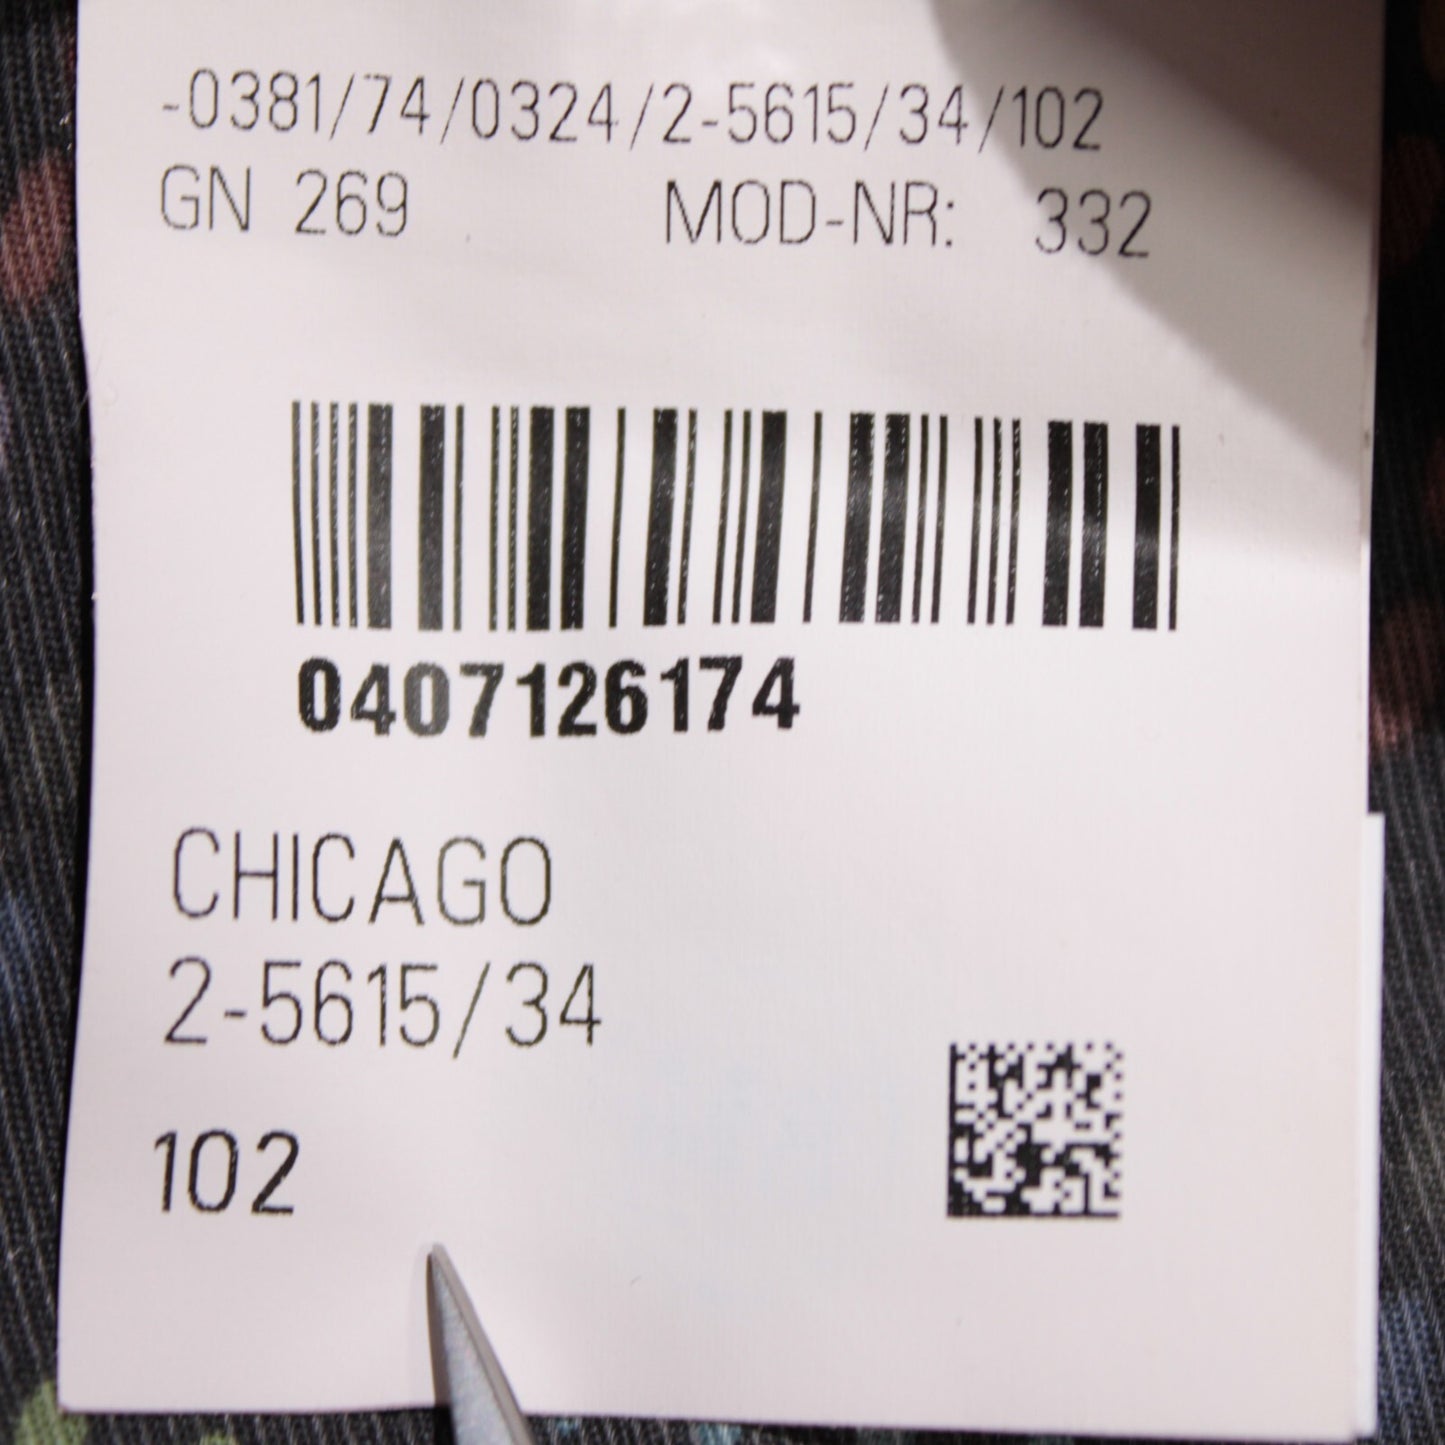 -0381/74/0324/2-5615/34/102
GN 269 MOD-NR: 332
0407126174
CHICAGO
2-5615/34
102